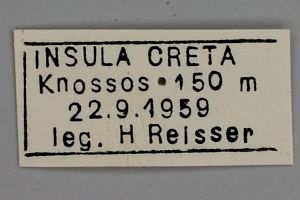 INSULA CRETA
Knossos 150 m
22.9.1959
leg. H Reisser